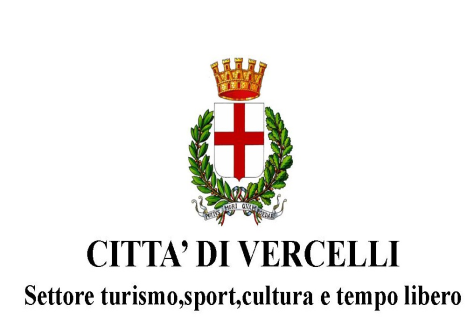 CITTA' DI VERCELLI
Settore turismo,sport,cultura e tempo libero